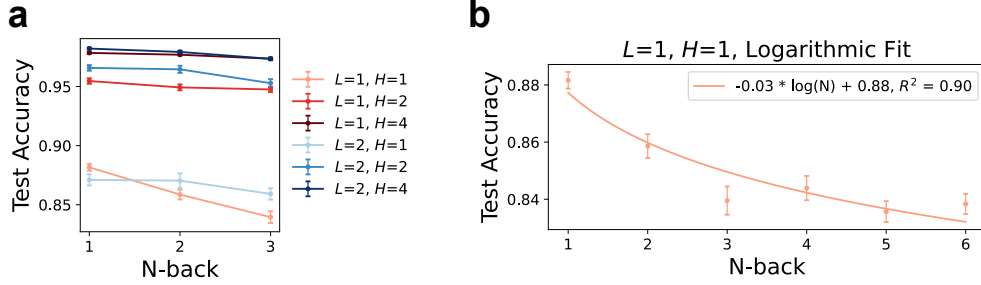 a
Test Accuracy
0.95
0.90
0.85
1
2
3
N-back
L=1, H=1
L=1, H=2
L=1, H=4
L=2, H=1
L=2, H=2
L=2, H=4
b
L=1, H=1, Logarithmic Fit
-0.03 * log(N) + 0.88, R² = 0.90
Test Accuracy
0.88
0.86
0.84
1
2
3
4
5
6
N-back